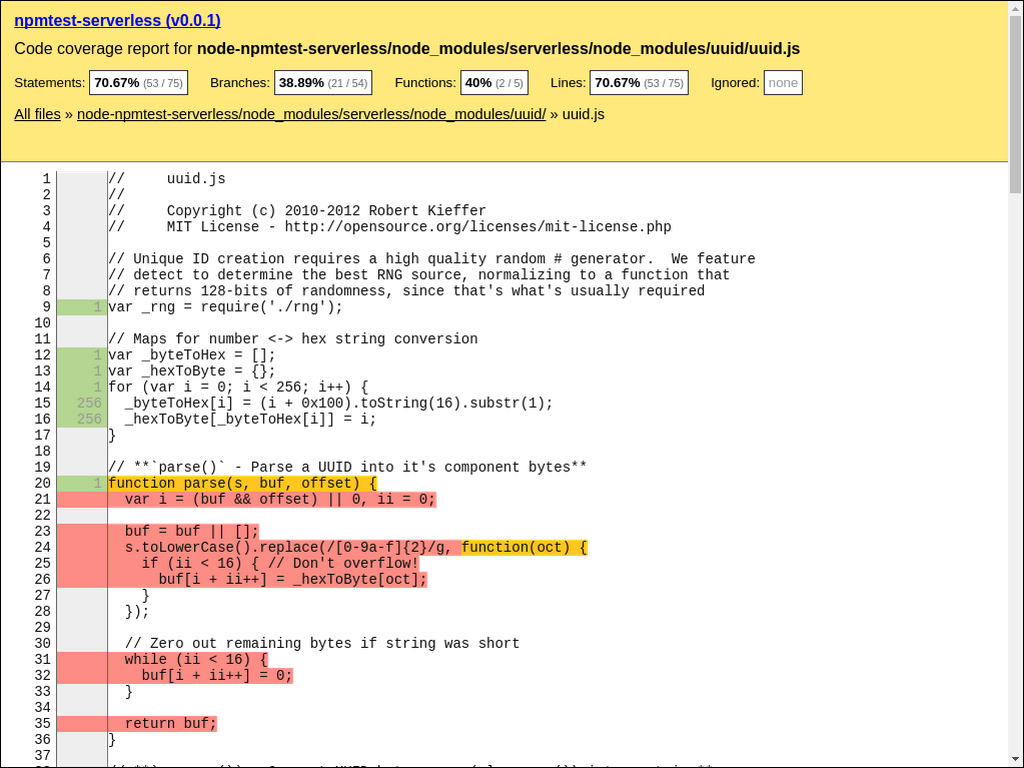 npmtest-serverless (v0.0.1)
Code coverage report for node-npmtest-serverless/node_modules/serverless/node_modules/uuid/uuid.js
Statements: 70.67% (53 / 75) Branches: 38.89% (21 / 54) Functions: 40% (2 / 5) Lines: 70.67% (53 / 75) Ignored: none
All files » node-npmtest-serverless/node_modules/serverless/node_modules/uuid/ » uuid.js
1 //     uuid.js
2 //
3 //     Copyright (c) 2010-2012 Robert Kieffer
4 //     MIT License - http://opensource.org/licenses/mit-license.php
5
6 // Unique ID creation requires a high quality random # generator.  We feature
7 // detect to determine the best RNG source, normalizing to a function that
8 // returns 128-bits of randomness, since that's what's usually required
9 1 var _rng = require('./rng');
10
11 // Maps for number <-> hex string conversion
12 1 var _byteToHex = [];
13 1 var _hexToByte = {};
14 1 for (var i = 0; i < 256; i++) {
15 256   _byteToHex[i] = (i + 0x100).toString(16).substr(1);
16 256   _hexToByte[_byteToHex[i]] = i;
17 }
18
19 // **`parse()` - Parse a UUID into it's component bytes**
20 1 function parse(s, buf, offset) {
21   var i = (buf && offset) || 0, ii = 0;
22
23   buf = buf || [];
24   s.toLowerCase().replace(/[0-9a-f]{2}/g, function(oct) {
25     if (ii < 16) { // Don't overflow!
26       buf[i + ii++] = _hexToByte[oct];
27     }
28   });
29
30   // Zero out remaining bytes if string was short
31   while (ii < 16) {
32     buf[i + ii++] = 0;
33   }
34
35   return buf;
36 }
37